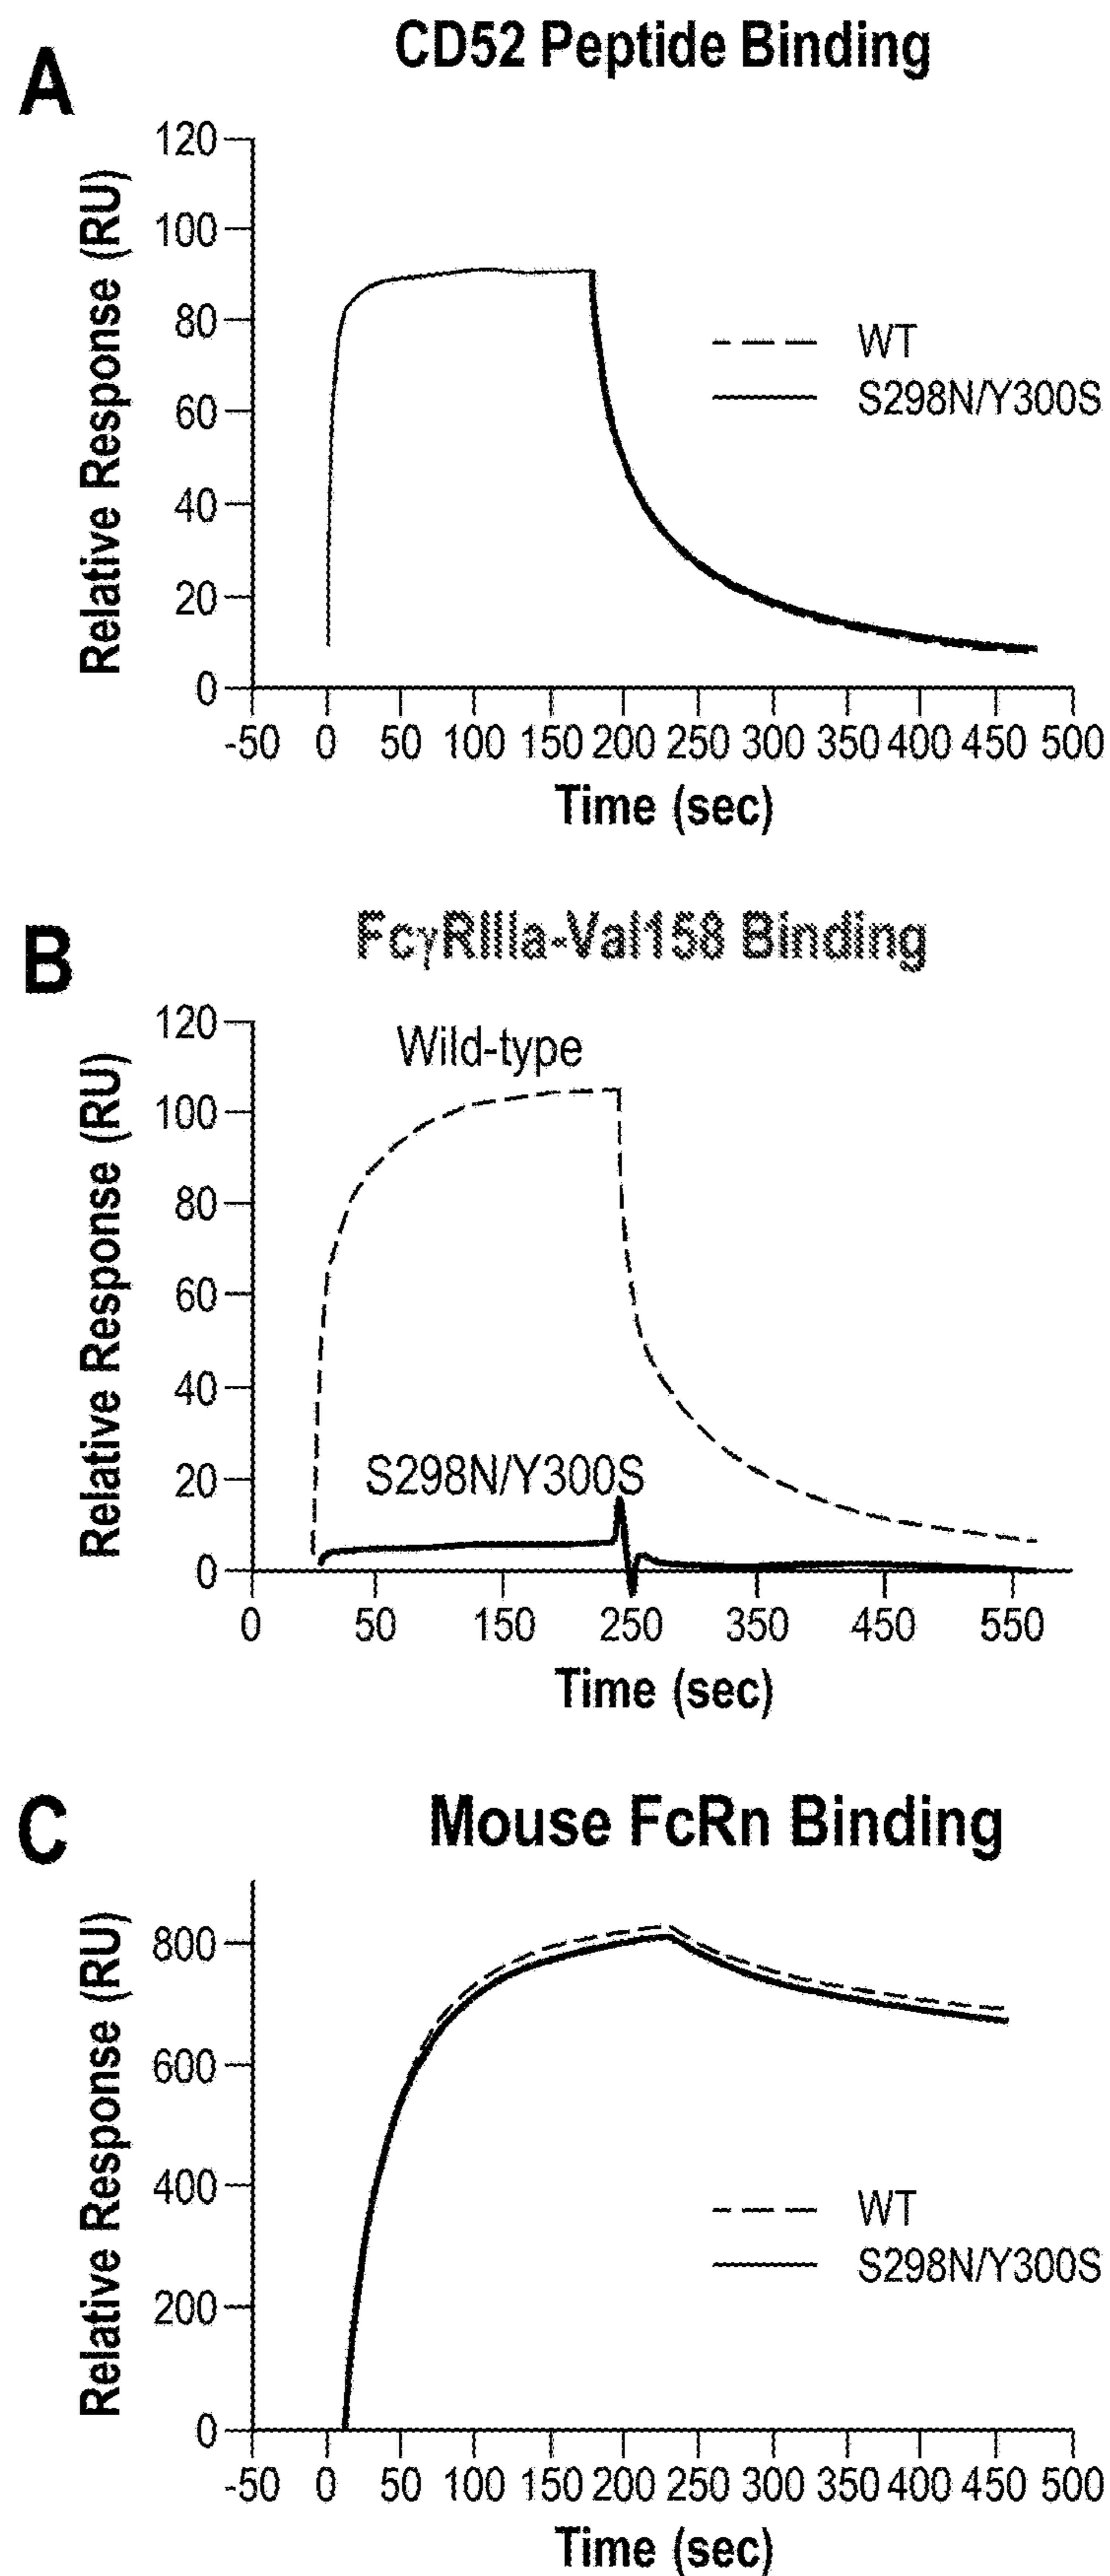 A
CD52 Peptide Binding
Relative Response (RU)
120
100
80
60
40
20
0
WT
S298N/Y300S
-50 0 50 100 150 200 250 300 350 400 450 500
Time (sec)
B
FcγRIIIa-Val158 Binding
Relative Response (RU)
120
100
80
60
40
20
0
Wild-type
S298N/Y300S
0 50 150 250 350 450 550
Time (sec)
C
Mouse FcRn Binding
Relative Response (RU)
800
600
400
200
0
WT
S298N/Y300S
-50 0 50 100 150 200 250 300 350 400 450 500
Time (sec)